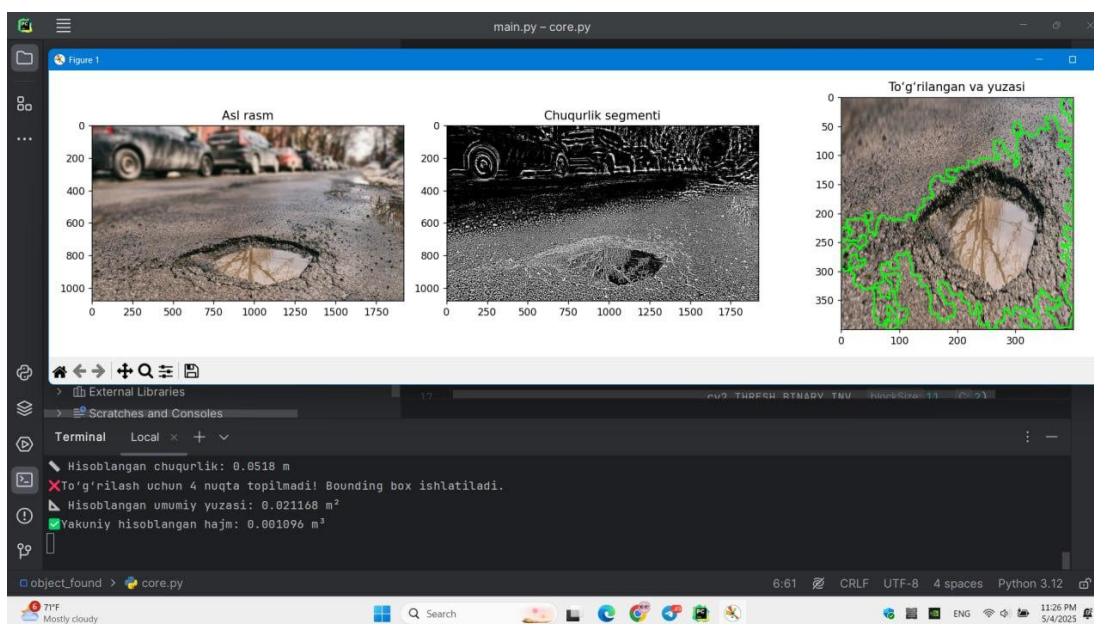 main.py – core.py
Figure 1
Asl rasm
0
200
400
600
800
1000
0 250 500 750 1000 1250 1500 1750
Chuqurlik segmenti
0
200
400
600
800
1000
0 250 500 750 1000 1250 1500 1750
To‘g‘rilangan va yuzasi
0
50
100
150
200
250
300
350
0 100 200 300
External Libraries
Scratches and Consoles
17
cv2.THRESH_BINARY_INV, blockSize: 11, C: 2)
Terminal Local
Hisoblangan chuqurlik: 0.0518 m
To‘g‘rilash uchun 4 nuqta topilmadi! Bounding box ishlatiladi.
Hisoblangan umumiy yuzasi: 0.021168 m²
Yakuniy hisoblangan hajm: 0.001096 m³
object_found > core.py
6:61 CRLF UTF-8 4 spaces Python 3.12
6
71°F
Mostly cloudy
Search
ENG
11:26 PM
5/4/2025